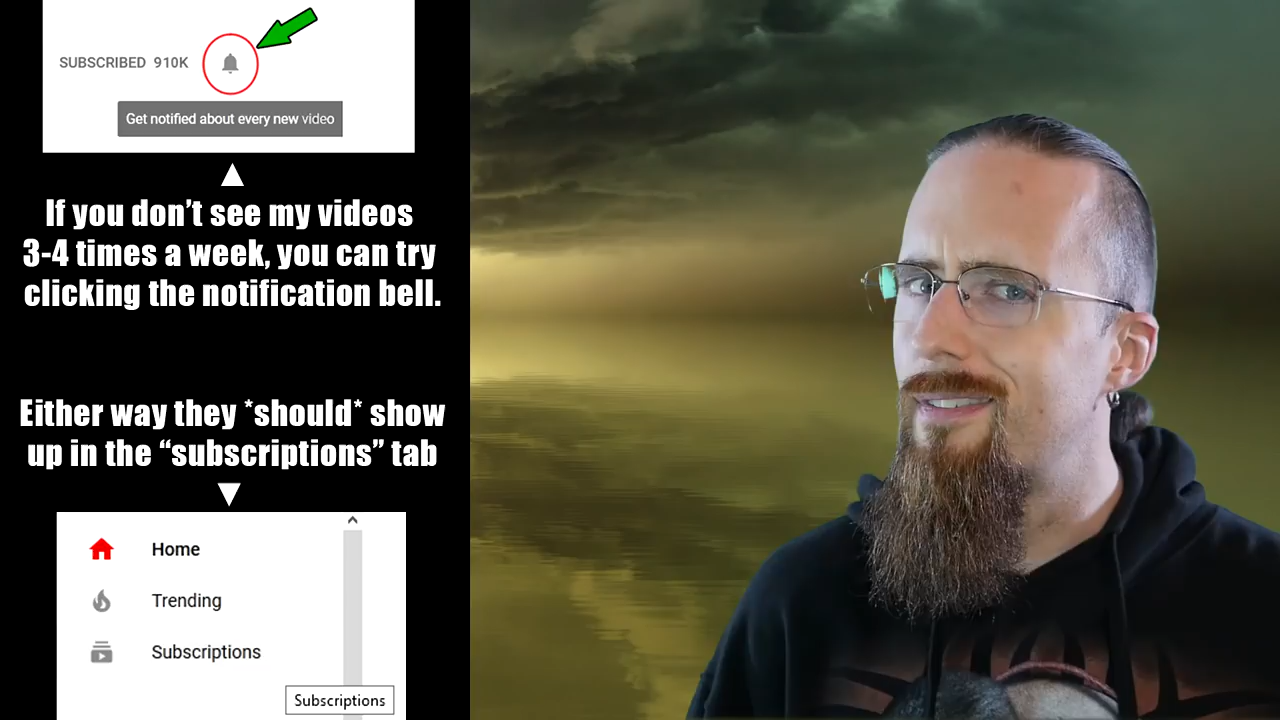 SUBSCRIBED 910K
Get notified about every new video
If you don’t see my videos
3-4 times a week, you can try
clicking the notification bell.
Either way they *should* show
up in the “subscriptions” tab
Home
Trending
Subscriptions
Subscriptions